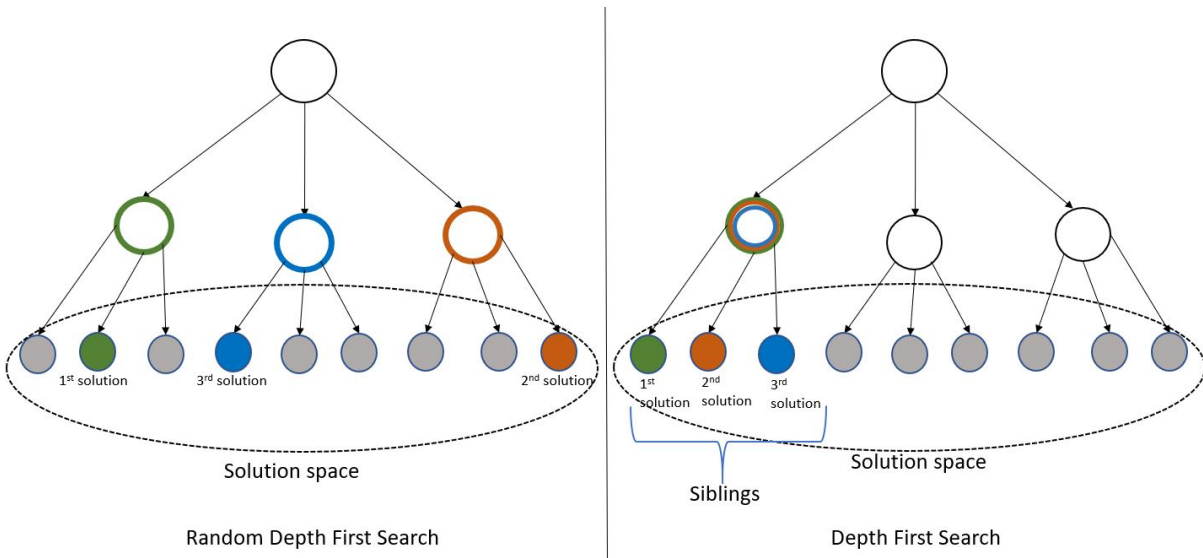 1st solution
3rd solution
2nd solution
Solution space
Random Depth First Search
1st
solution
2nd
solution
3rd
solution
Siblings
Solution space
Depth First Search